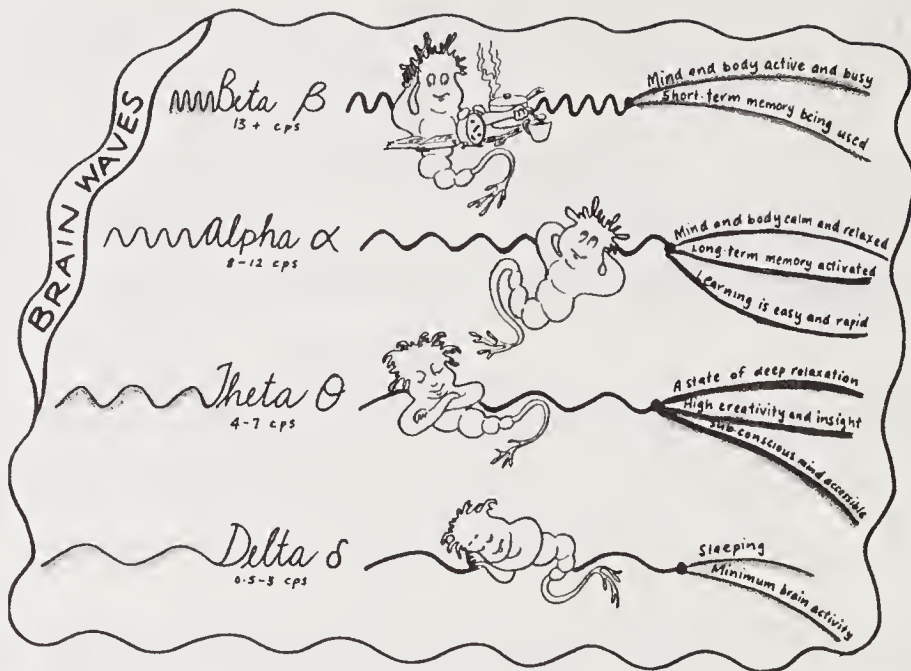 BRAIN WAVES
Beta β
13 + cps
Mind and body active and busy
Short-term memory being used
Alpha α
8-12 cps
Mind and body calm and relaxed
Long-term memory activated
Learning is easy and rapid
Theta θ
4-7 cps
A state of deep relaxation
High creativity and insight
Sub-conscious mind accessible
Delta δ
0.5-3 cps
Sleeping
Minimum brain activity